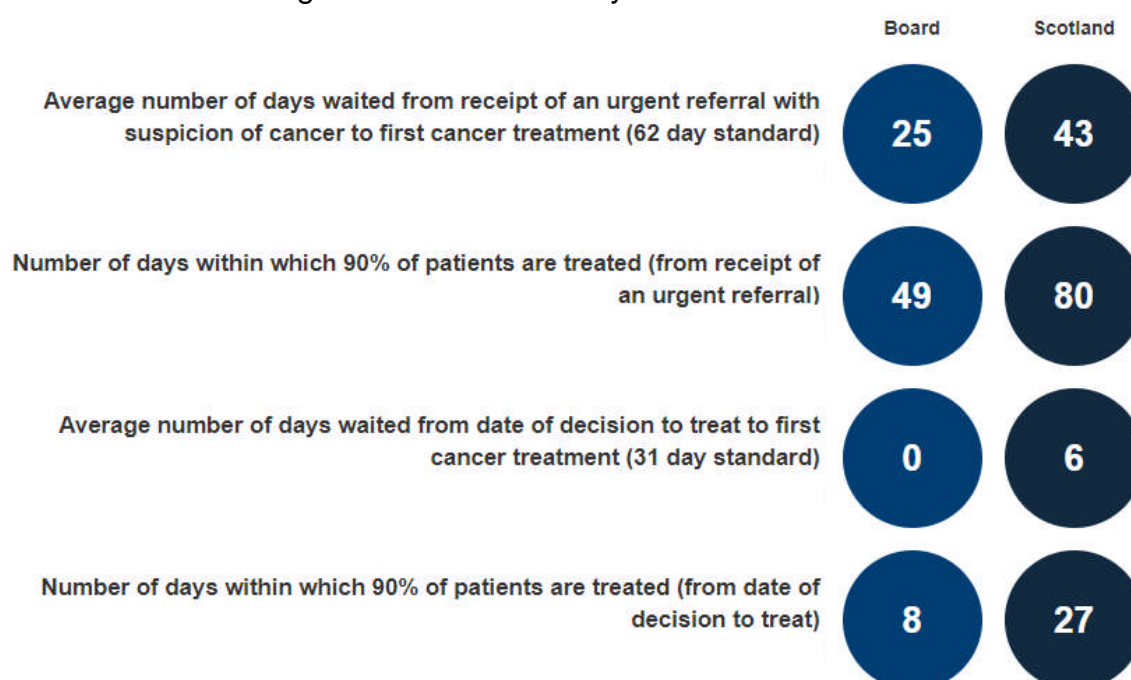 Board Scotland
Average number of days waited from receipt of an urgent referral with
suspicion of cancer to first cancer treatment (62 day standard)
25 43
Number of days within which 90% of patients are treated (from receipt of
an urgent referral)
49 80
Average number of days waited from date of decision to treat to first
cancer treatment (31 day standard)
0 6
Number of days within which 90% of patients are treated (from date of
decision to treat)
8 27